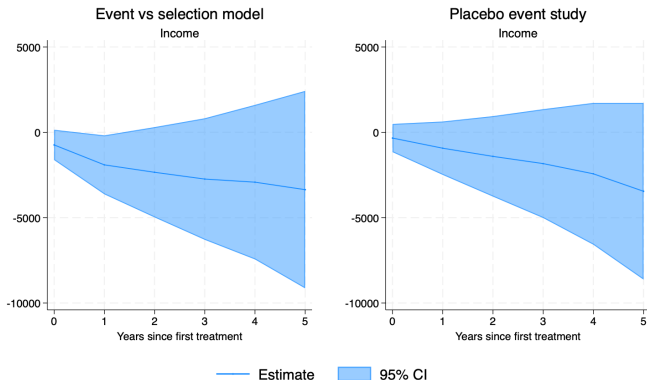 Event vs selection model
Income
5000
0
-5000
-10000
0 1 2 3 4 5
Years since first treatment
Placebo event study
Income
5000
0
-5000
-10000
0 1 2 3 4 5
Years since first treatment
Estimate 95% CI